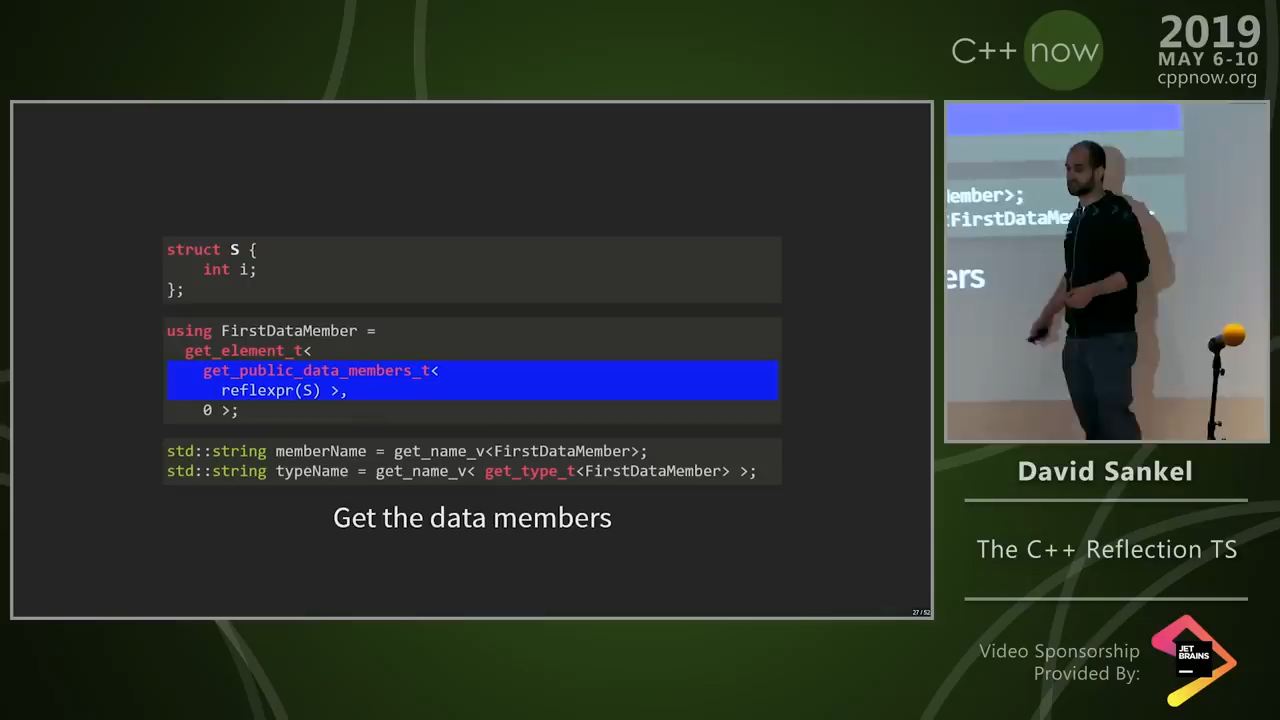 C++ now
2019
MAY 6-10
cppnow.org
struct S {
    int i;
};
using FirstDataMember =
  get_element_t<
    get_public_data_members_t<
      reflexpr(S) >,
    0 >;
std::string memberName = get_name_v<FirstDataMember>;
std::string typeName = get_name_v< get_type_t<FirstDataMember> >;
Get the data members
27 / 52
ember>;
FirstDataMe
ers
David Sankel
The C++ Reflection TS
Video Sponsorship
Provided By:
JET
BRAINS